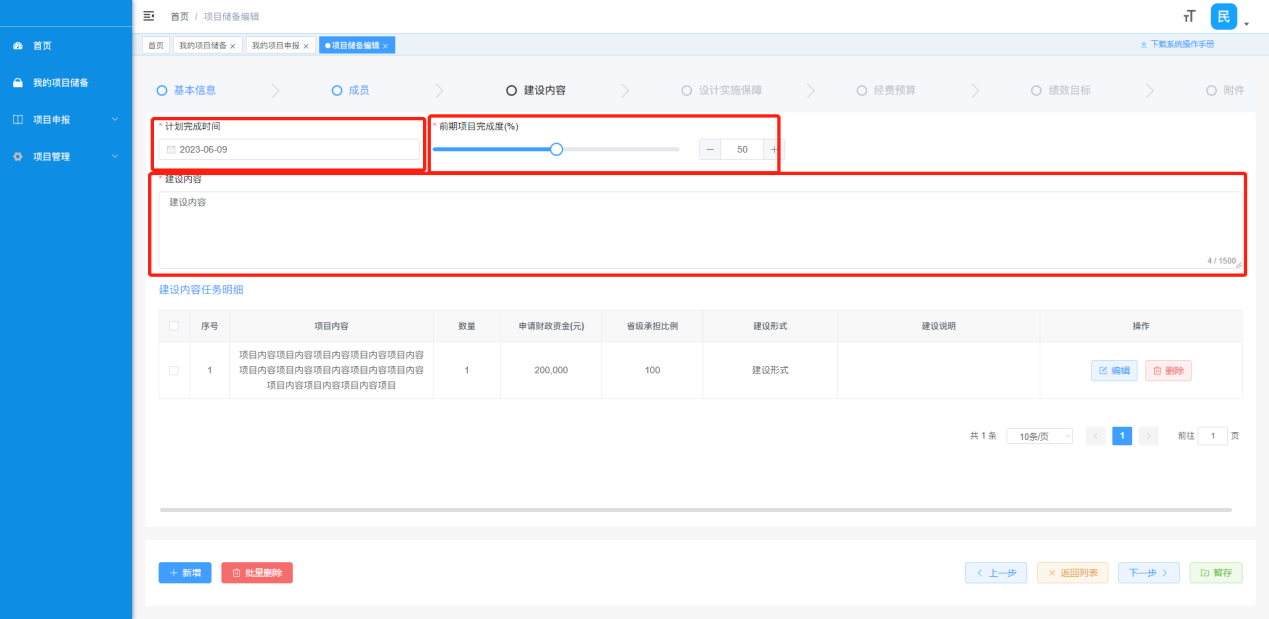 首页 / 项目储备编辑
民
首页
我的项目储备
项目申报
项目管理
首页 我的项目储备 × 我的项目申报 × 项目储备编辑 ×
下载系统操作手册
基本信息 建设内容 成员 设计实施保障 经费预算 绩效目标 附件
* 计划完成时间
2023-06-09
* 前期项目完成度(%)
50
* 建设内容
建设内容
4 / 1500
建设内容任务明细
序号 项目内容 数量 申请财政资金(元) 省级承担比例 建设形式 建设说明 操作
1 项目内容项目内容项目内容项目内容项目内容
项目内容项目内容项目内容项目内容项目内容
项目内容项目内容项目内容项目
1 200,000 100 建设形式 编辑 删除
共 1 条 10条/页 1 前往 1 页
+ 新增 批量删除
上一步 × 返回列表 下一步 暂存